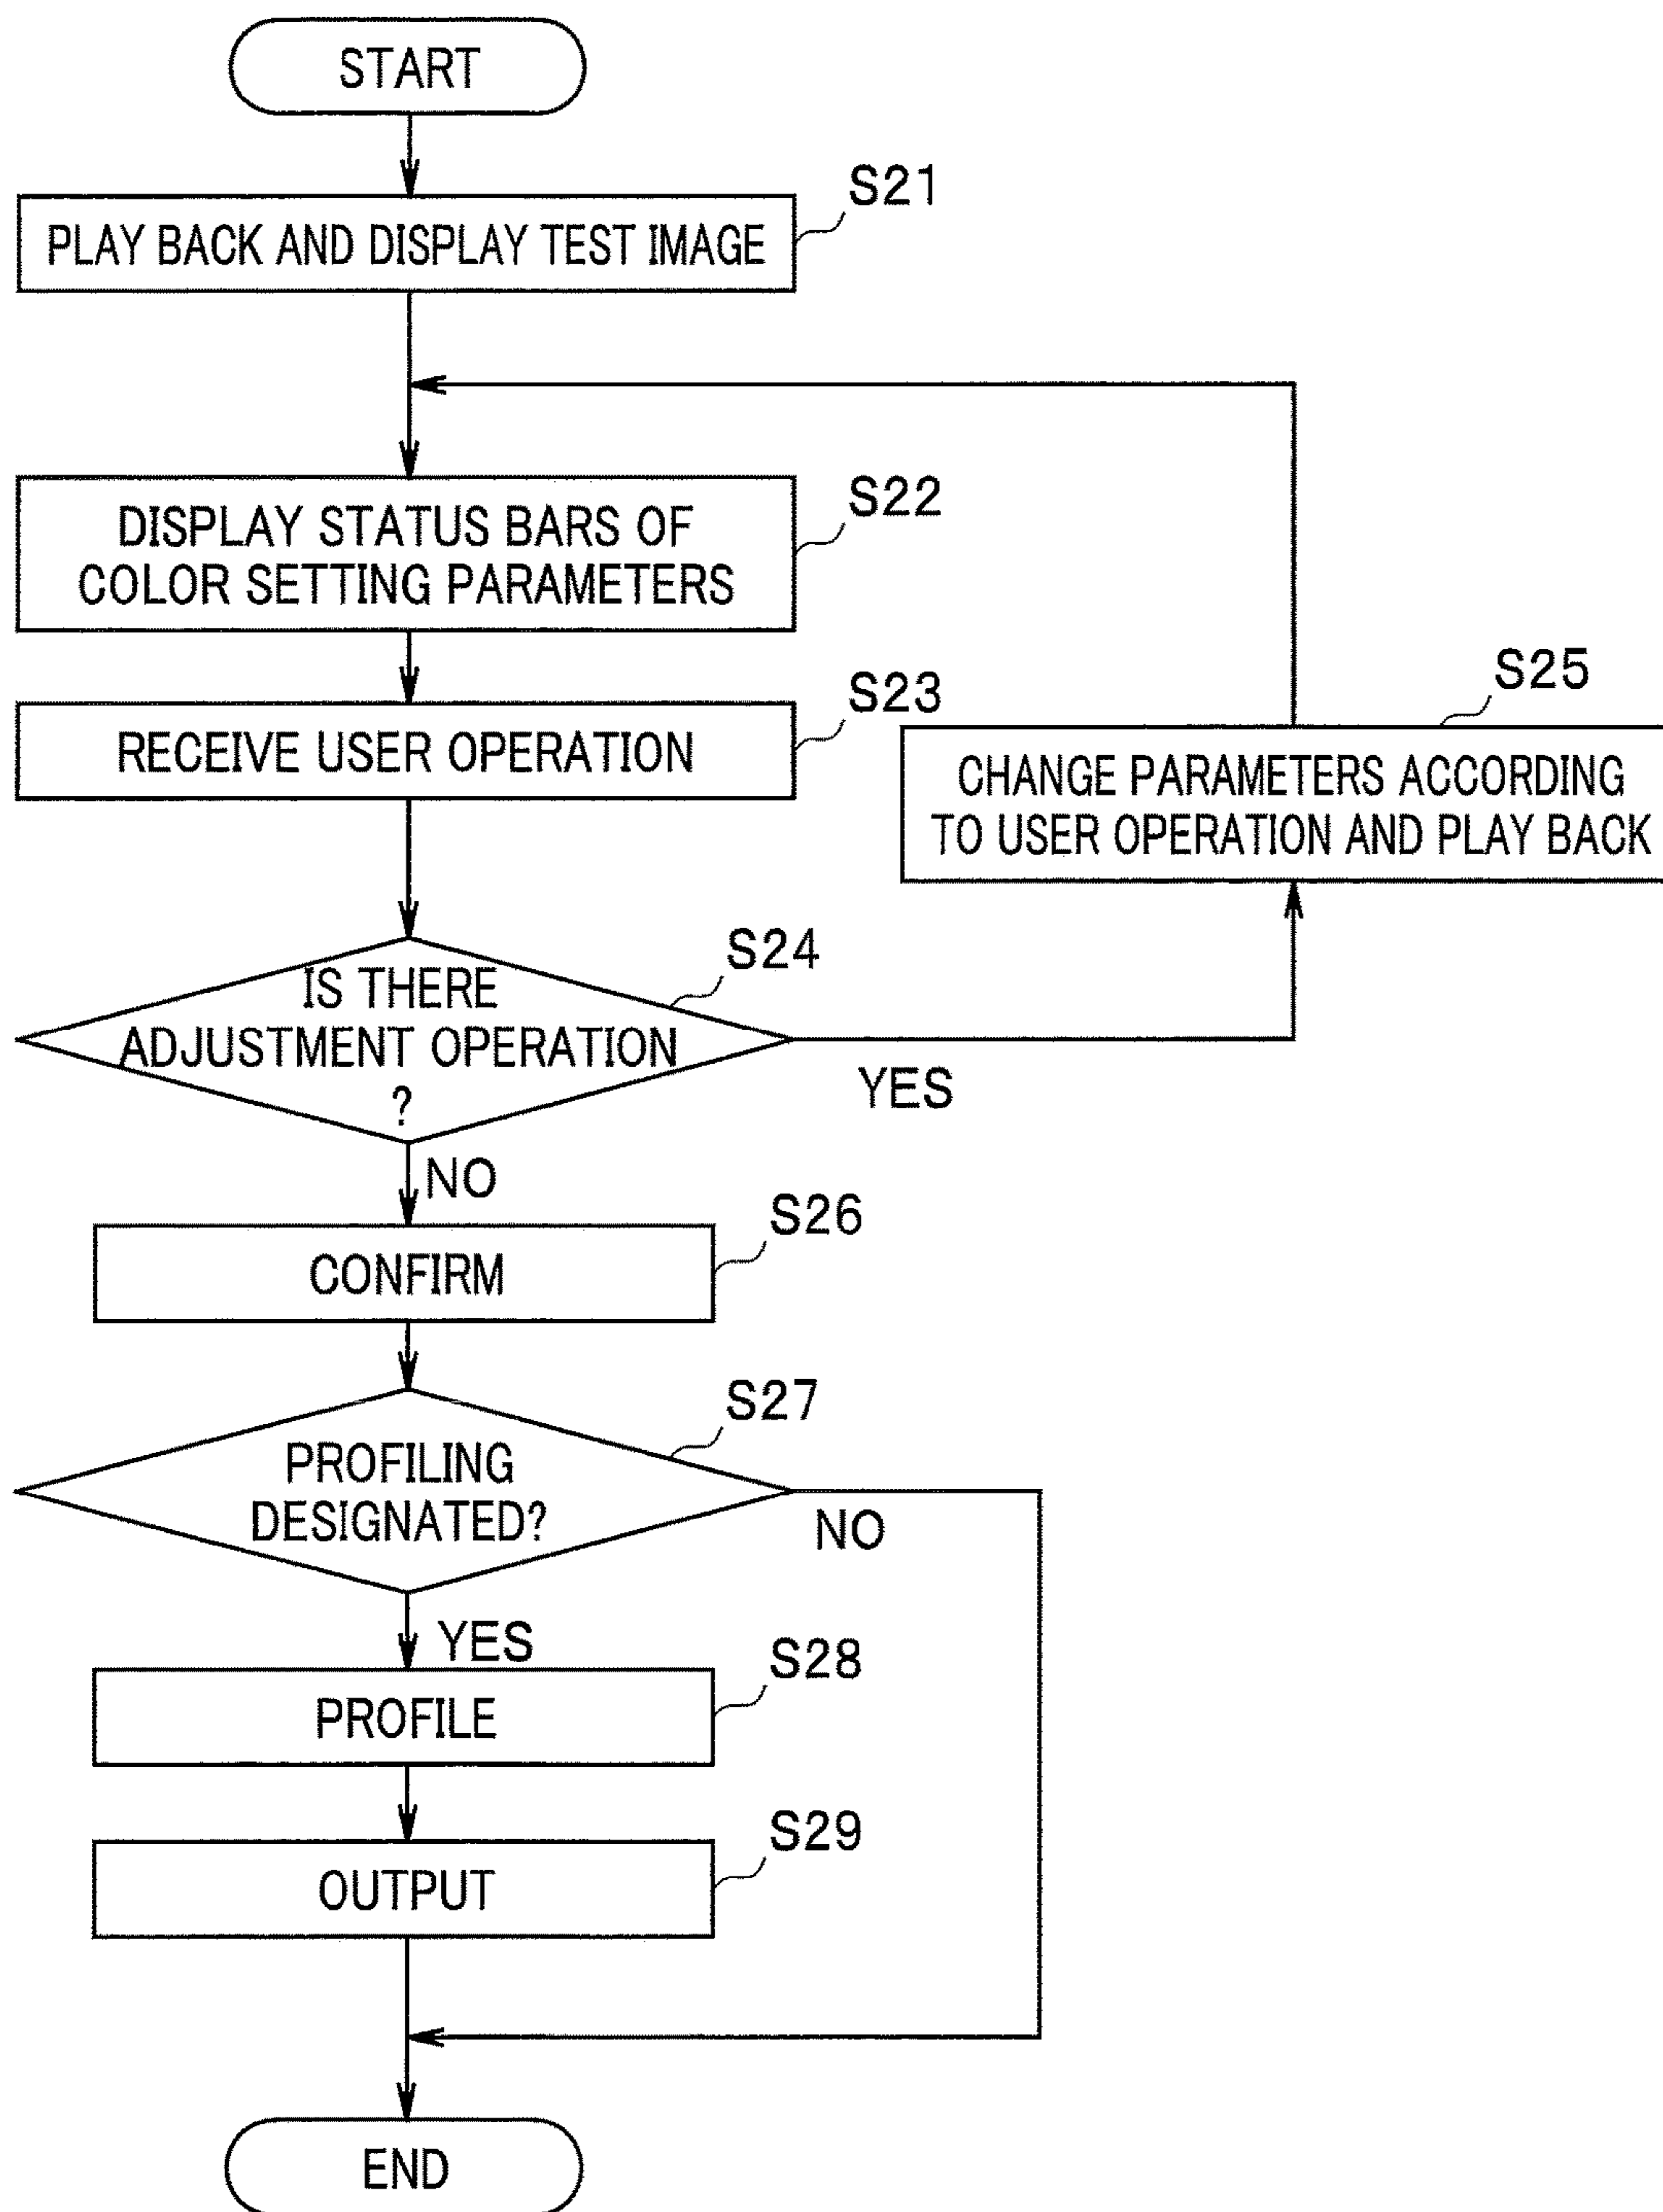 START
S21
PLAY BACK AND DISPLAY TEST IMAGE
S22
DISPLAY STATUS BARS OF
COLOR SETTING PARAMETERS
S23
RECEIVE USER OPERATION
S25
CHANGE PARAMETERS ACCORDING
TO USER OPERATION AND PLAY BACK
S24
IS THERE
ADJUSTMENT OPERATION
?
YES
NO
S26
CONFIRM
S27
PROFILING
DESIGNATED?
NO
YES
S28
PROFILE
S29
OUTPUT
END